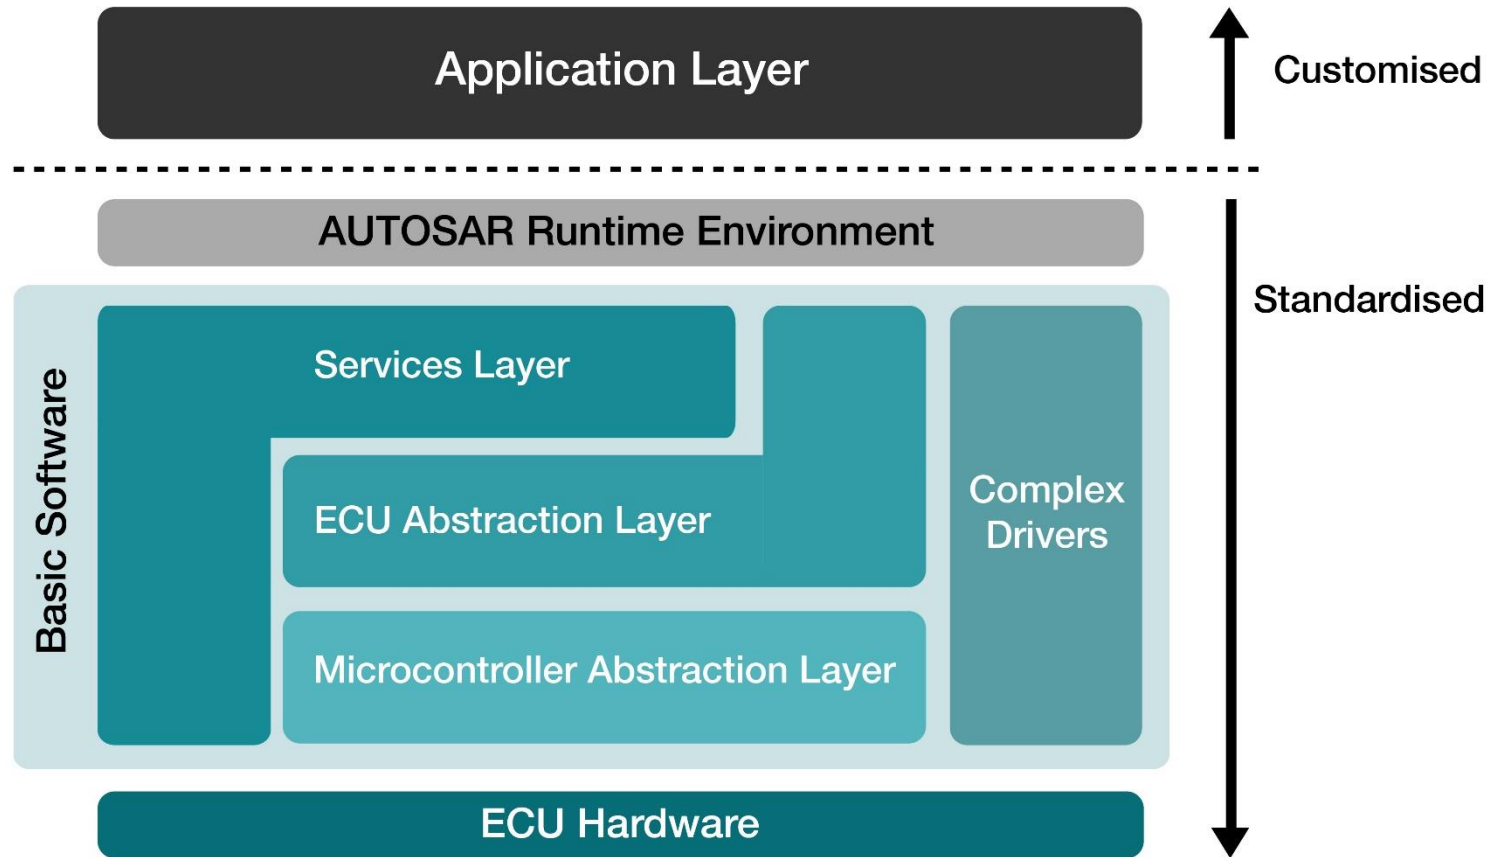 Application Layer
Customised
AUTOSAR Runtime Environment
Standardised
Basic Software
Services Layer
ECU Abstraction Layer
Complex
Drivers
Microcontroller Abstraction Layer
ECU Hardware